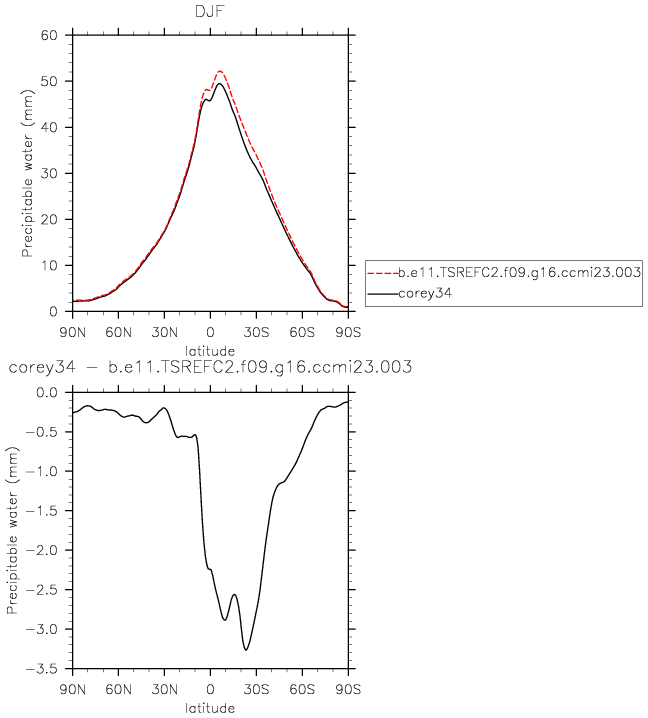 DJF
60
50
40
30
20
10
0
Precipitable water (mm)
90N 60N 30N 0 30S 60S 90S
latitude
b.e11.TSREFC2.f09.g16.ccmi23.003
corey34
corey34 − b.e11.TSREFC2.f09.g16.ccmi23.003
0.0
−0.5
−1.0
−1.5
−2.0
−2.5
−3.0
−3.5
Precipitable water (mm)
90N 60N 30N 0 30S 60S 90S
latitude